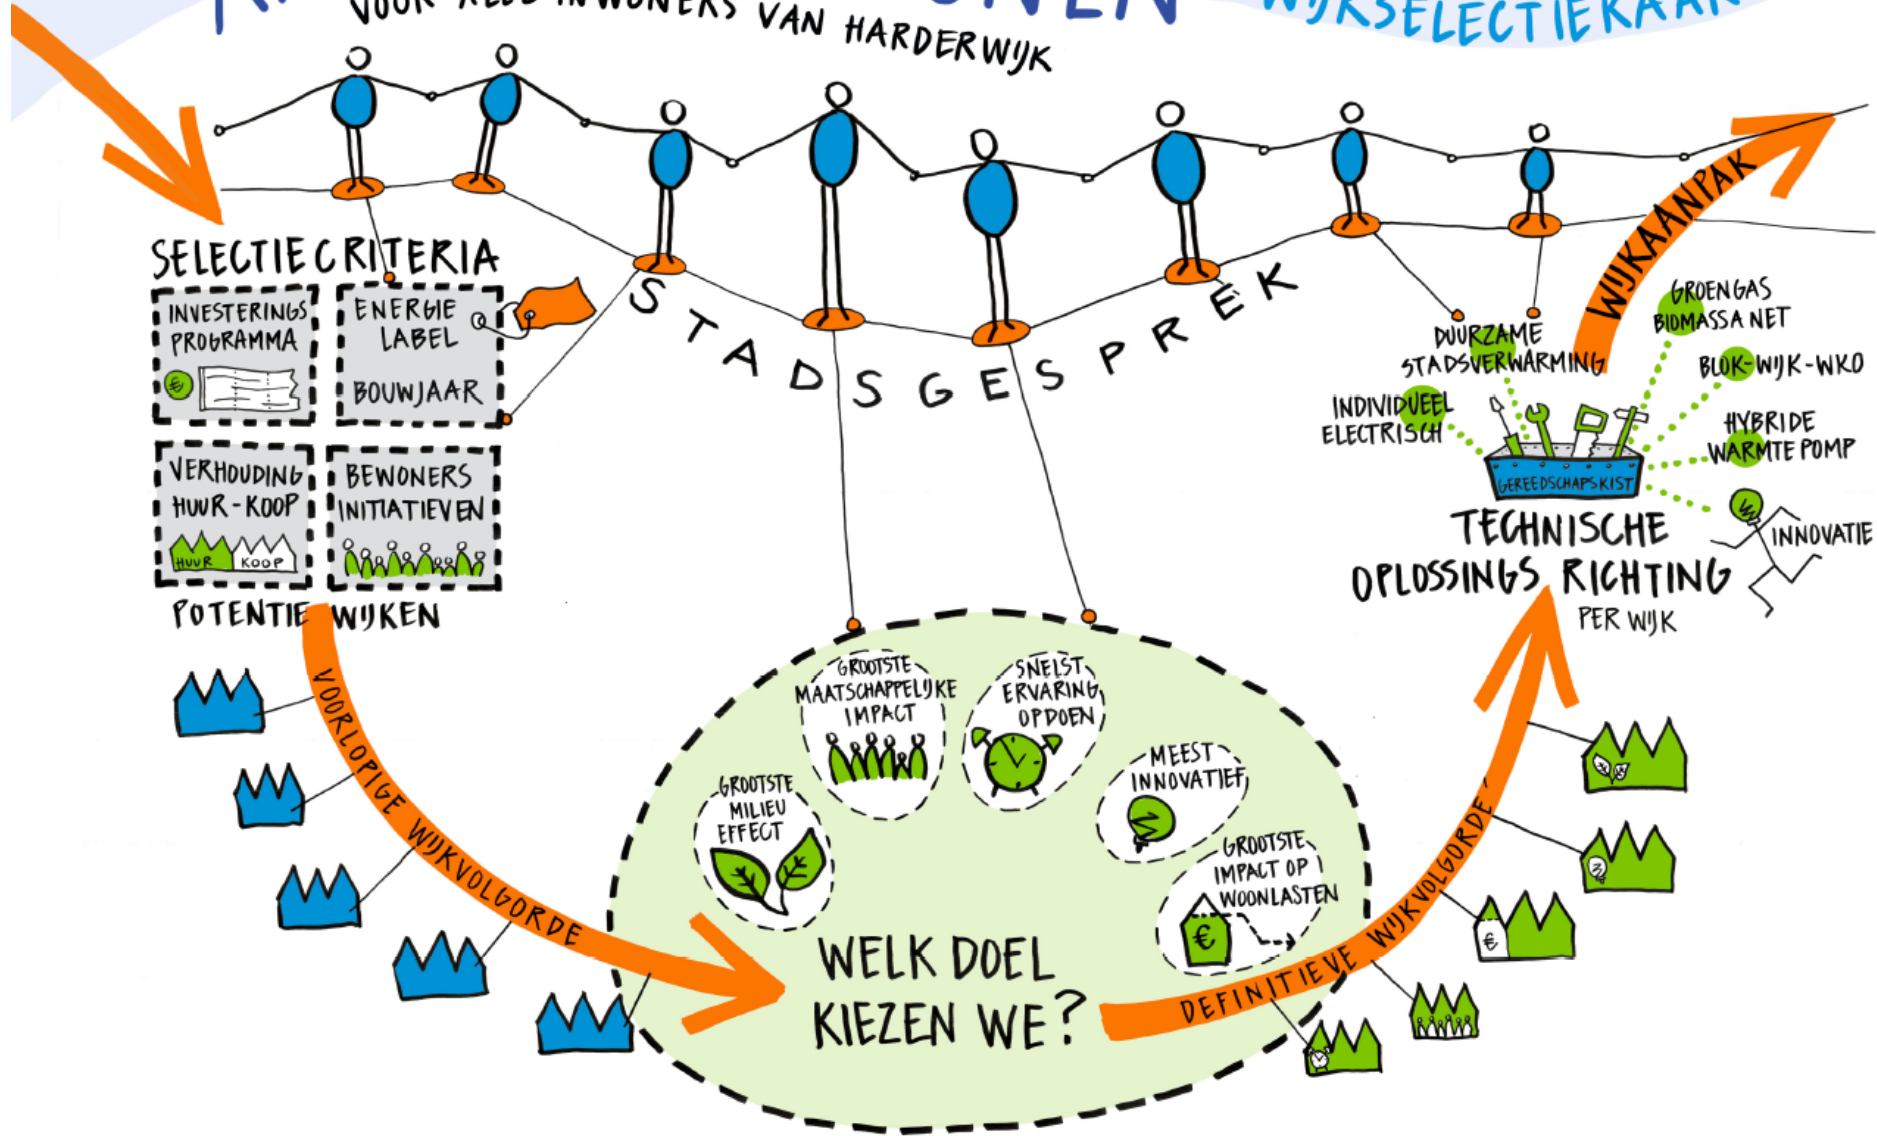 VOOR ALLE INWONERS VAN HARDERWIJK
WIJKSELECTIEKAAR
SELECTIECRITERIA
INVESTERINGS
PROGRAMMA
€
ENERGIE
LABEL
BOUWJAAR
VERHOUDING
HUUR-KOOP
HUUR
KOOP
BEWONERS
INITIATIEVEN
POTENTIE WIJKEN
VOORLOPIGE WIJKVOLGORDE
STADSGESPREK
GROOTSTE
MILIEU
EFFECT
GROOTSTE
MAATSCHAPPELIJKE
IMPACT
SNELST
ERVARING
OPDOEN
MEEST
INNOVATIEF
GROOTSTE
IMPACT OP
WOONLASTEN
€
WELK DOEL
KIEZEN WE?
DEFINITIEVE WIJKVOLGORDE
€
TECHNISCHE
OPLOSSINGS RICHTING
PER WIJK
GEREEDSCHAPSKIST
INDIVIDUEEL
ELECTRISCH
DUURZAME
STADSVERWARMING
GROENGAS
BIOMASSA NET
BLOK-WIJK-WKO
HYBRIDE
WARMTE POMP
INNOVATIE
WIJKAANPAK